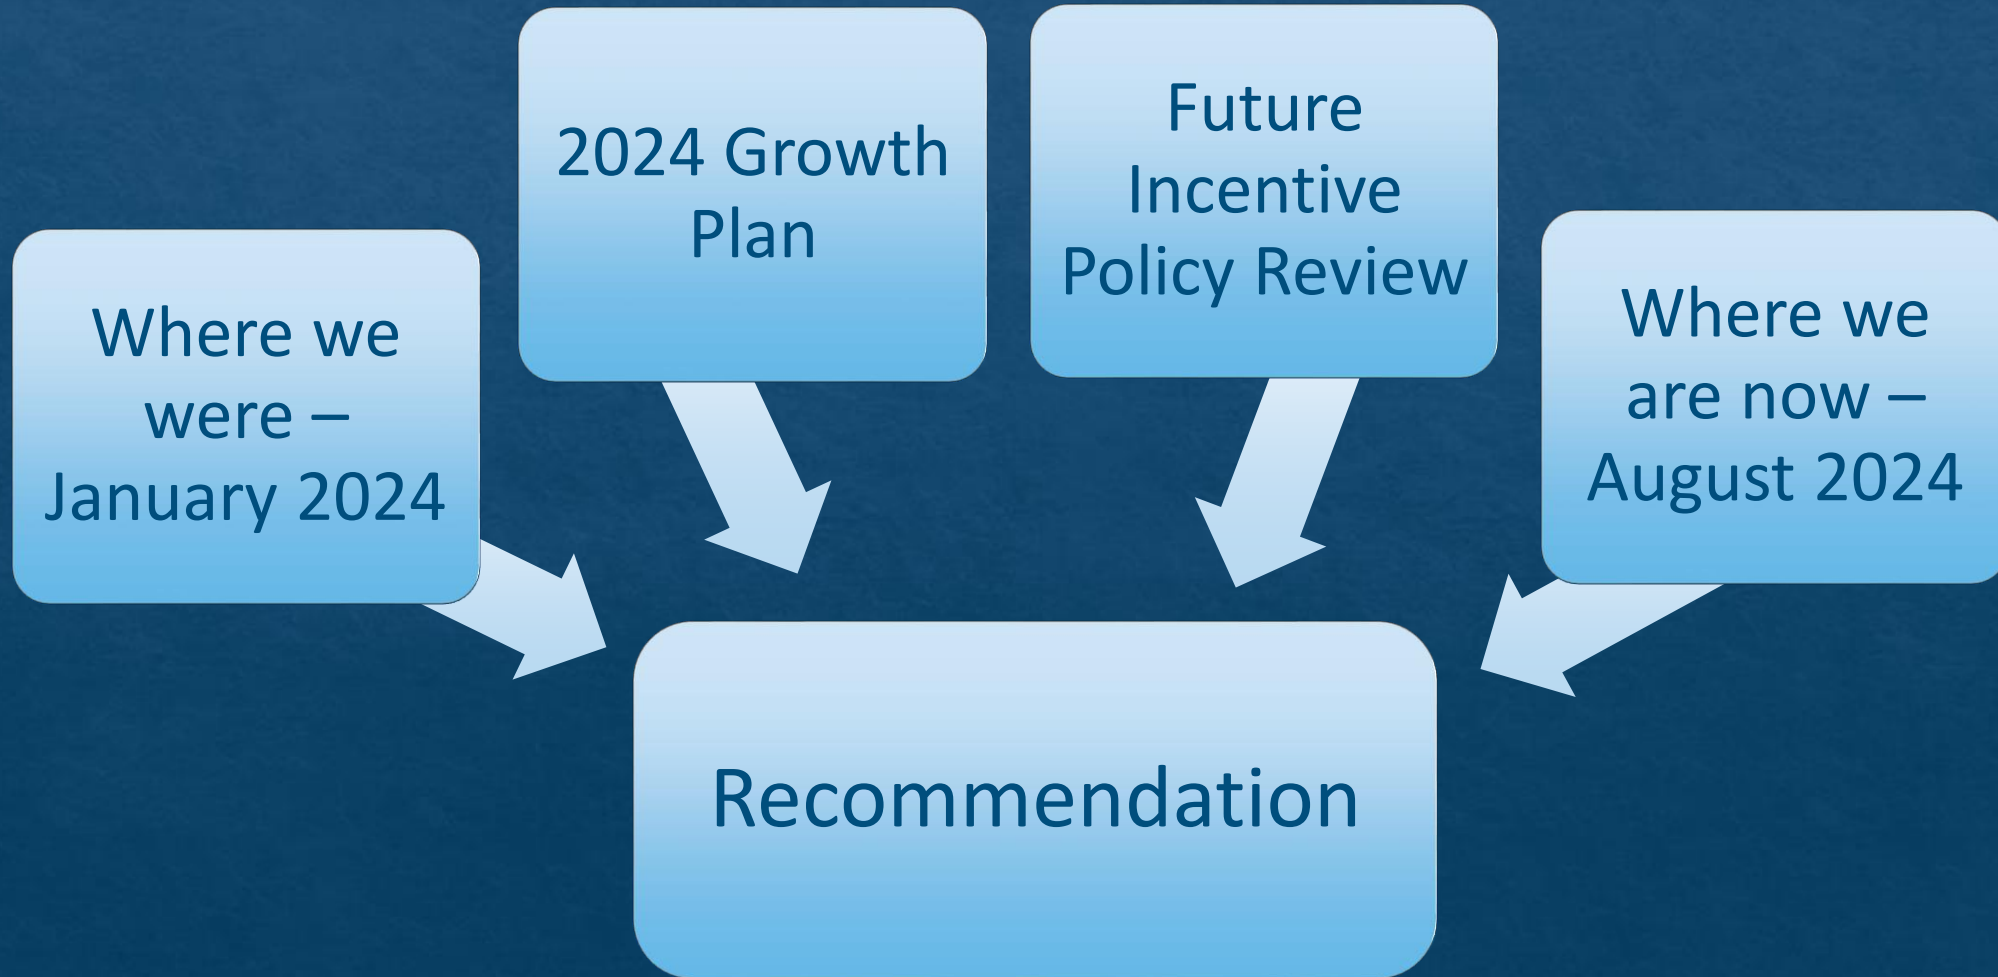 Where we
were –
January 2024
2024 Growth
Plan
Future
Incentive
Policy Review
Where we
are now –
August 2024
Recommendation